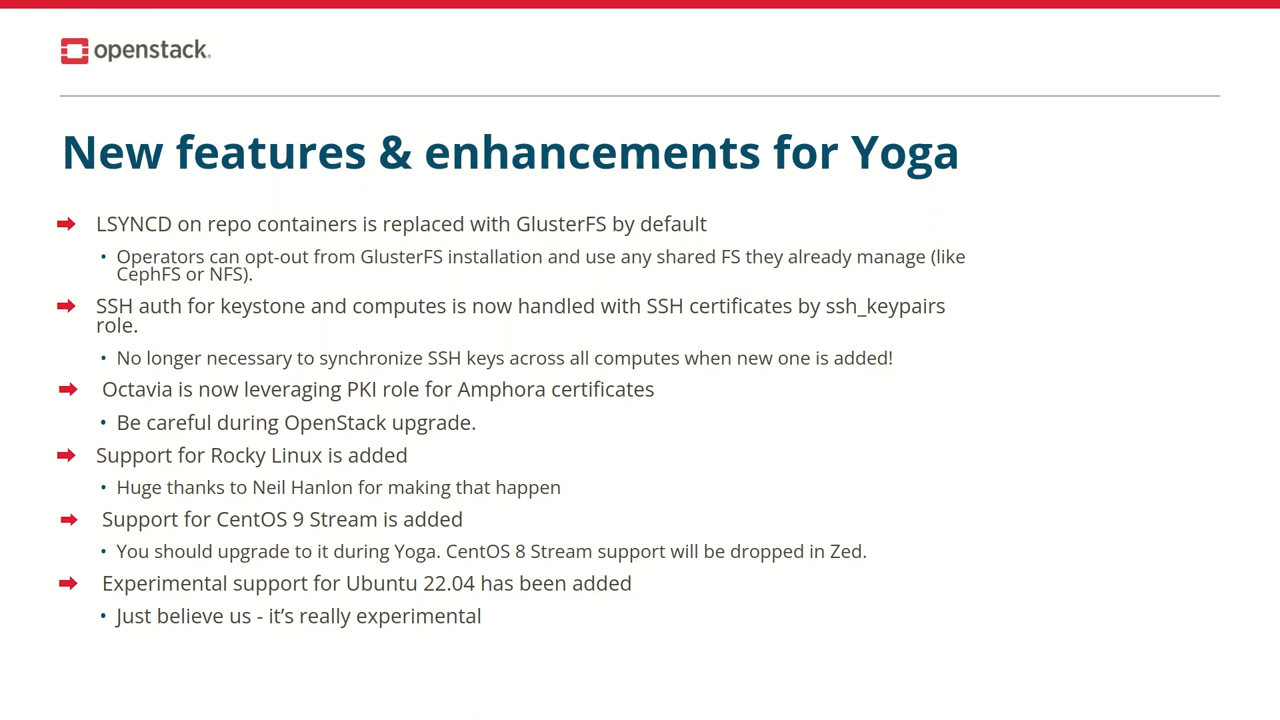 openstack.
New features & enhancements for Yoga
LSYNCD on repo containers is replaced with GlusterFS by default
• Operators can opt-out from GlusterFS installation and use any shared FS they already manage (like
CephFS or NFS).
SSH auth for keystone and computes is now handled with SSH certificates by ssh_keypairs
role.
• No longer necessary to synchronize SSH keys across all computes when new one is added!
Octavia is now leveraging PKI role for Amphora certificates
• Be careful during OpenStack upgrade.
Support for Rocky Linux is added
• Huge thanks to Neil Hanlon for making that happen
Support for CentOS 9 Stream is added
• You should upgrade to it during Yoga. CentOS 8 Stream support will be dropped in Zed.
Experimental support for Ubuntu 22.04 has been added
• Just believe us - it’s really experimental